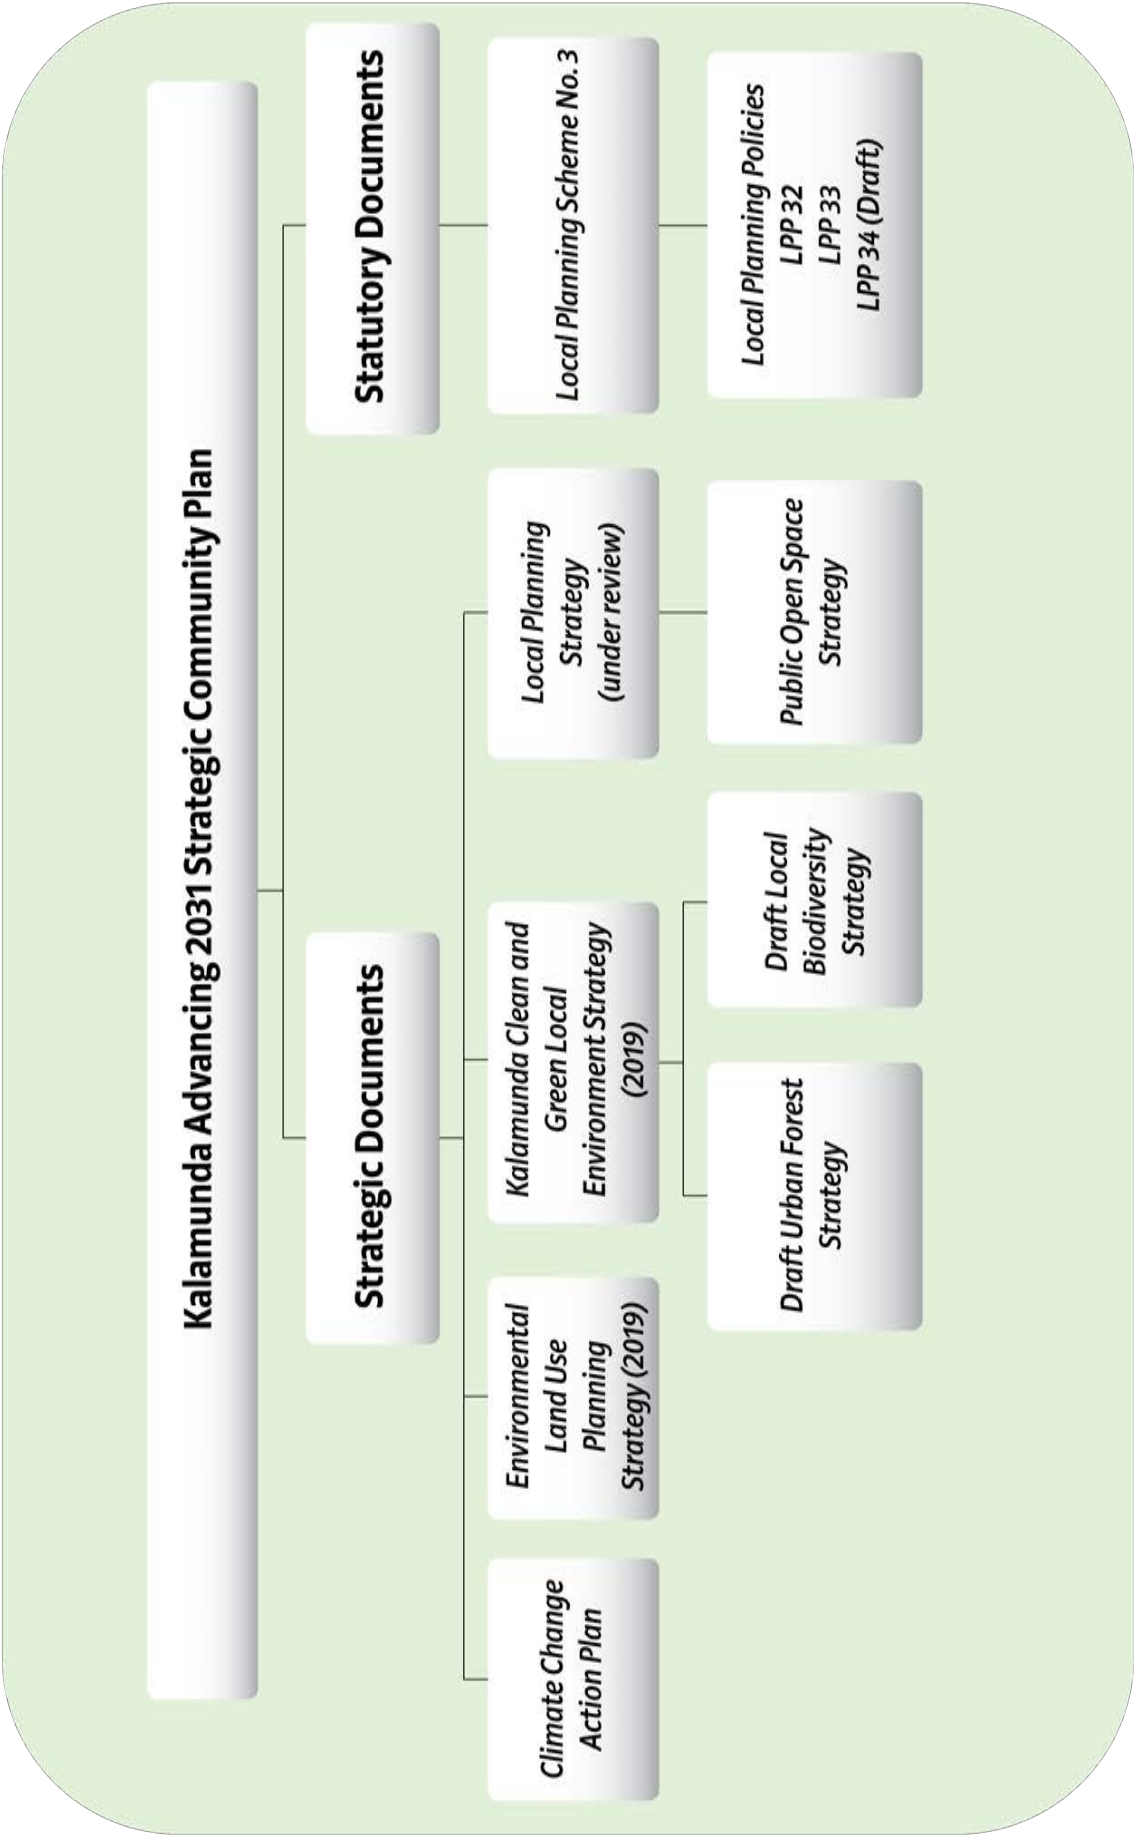 Kalamunda Advancing 2031 Strategic Community Plan
Strategic Documents
Statutory Documents
Climate Change
Action Plan
Environmental
Land Use
Planning
Strategy (2019)
Kalamunda Clean and
Green Local
Environment Strategy
(2019)
Local Planning
Strategy
(under review)
Local Planning Scheme No. 3
Draft Urban Forest
Strategy
Draft Local
Biodiversity
Strategy
Public Open Space
Strategy
Local Planning Policies
LPP 32
LPP 33
LPP 34 (Draft)